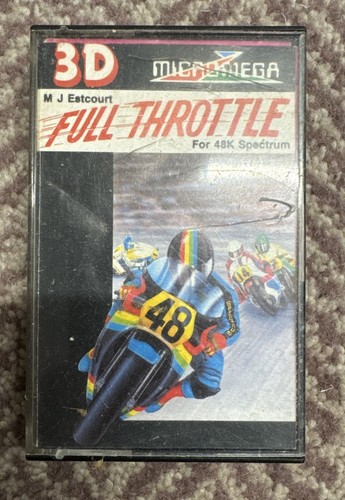 3D
MICROMEGA
M J Estcourt
FULL THROTTLE
For 48K Spectrum
48